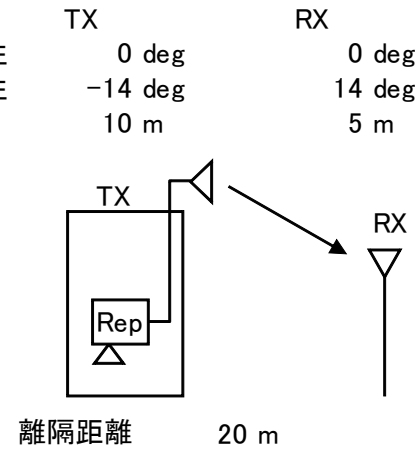 TX RX
0 deg 0 deg
-14 deg 14 deg
10 m 5 m
TX
RX
Rep
離隔距離 20 m